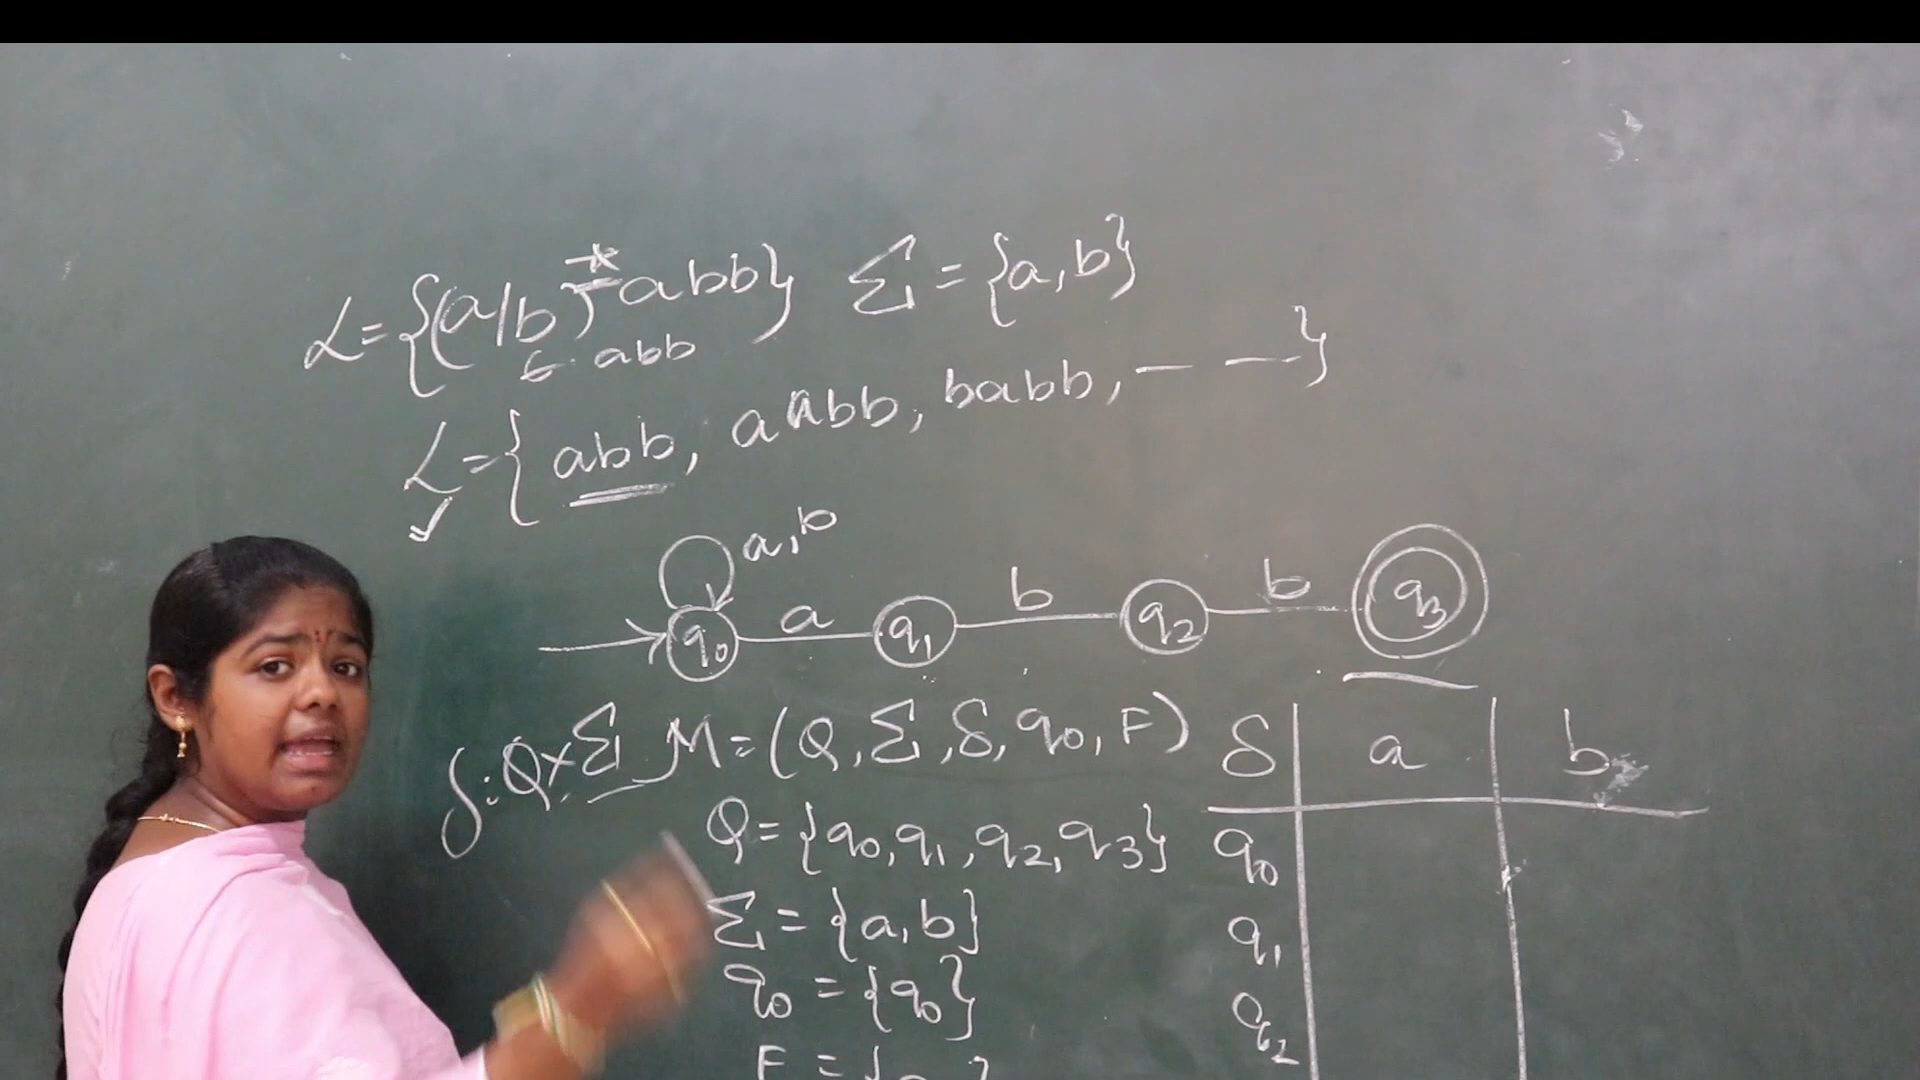 L={(a/b)* abb} Σ={a,b}
ε abb
L={abb, aabb, babb, — —}
a,b
q0 a q1 b q2 b q3
δ:Q×Σ M=(Q,Σ,δ,q0,F)
Q={q0,q1,q2,q3}
Σ={a,b}
q0={q0}
F={
δ a b
q0
q1
q2